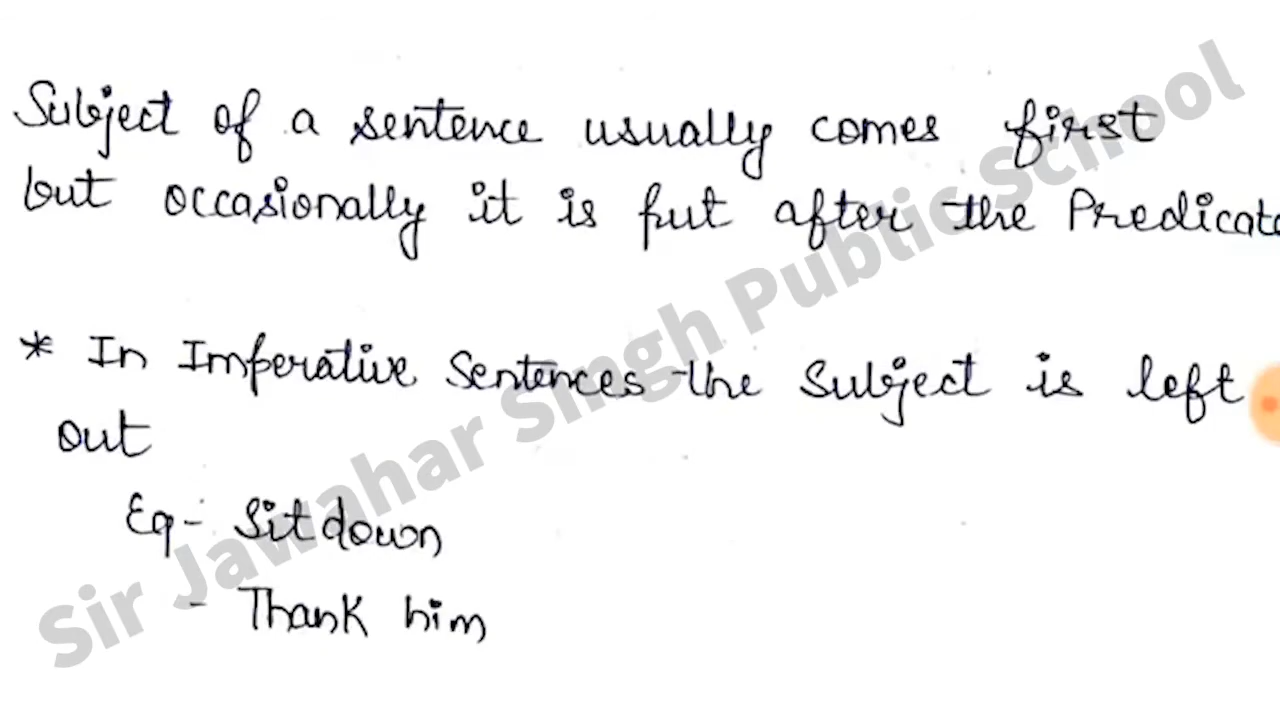 Subject of a sentence usually comes first
but occasionally it is put after the Predicate
* In Imperative Sentences the Subject is left
out
Eg- Sit down
- Thank him
Sir Jawahar Singh Public School